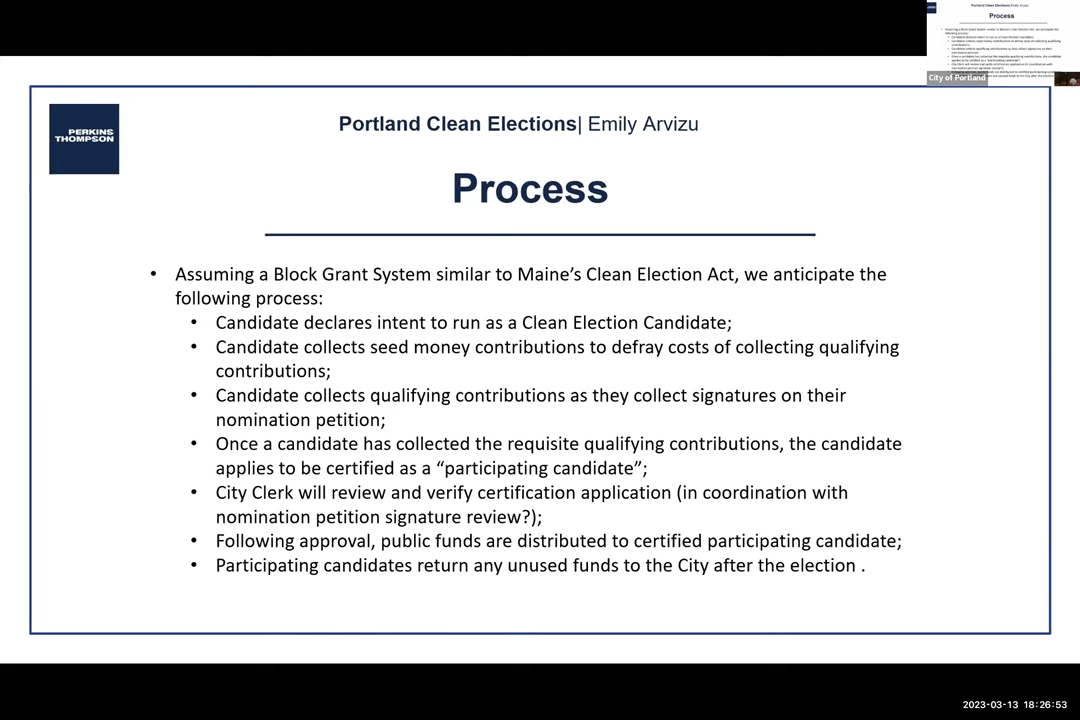 PERKINS
THOMPSON
Portland Clean Elections| Emily Arvizu
Process
• Assuming a Block Grant System similar to Maine’s Clean Election Act, we anticipate the
following process:
• Candidate declares intent to run as a Clean Election Candidate;
• Candidate collects seed money contributions to defray costs of collecting qualifying
contributions;
• Candidate collects qualifying contributions as they collect signatures on their
nomination petition;
• Once a candidate has collected the requisite qualifying contributions, the candidate
applies to be certified as a “participating candidate”;
• City Clerk will review and verify certification application (in coordination with
nomination petition signature review?);
• Following approval, public funds are distributed to certified participating candidate;
• Participating candidates return any unused funds to the City after the election .
Portland Clean Elections| Emily Arvizu
Process
City of Portland
2023-03-13 18:26:53